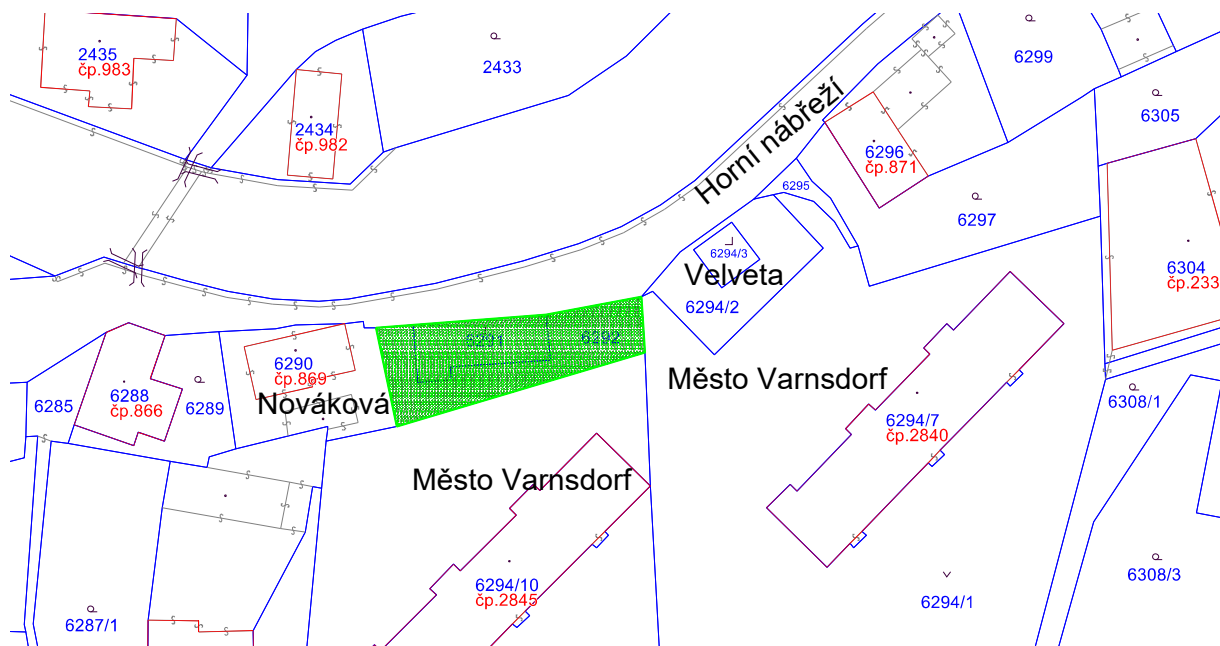 2435
čp.983
2433
6299
2434
čp.982
6305
Horní nábřeží
6296
čp.871
6295
6297
6294/3
6304
čp.233
Velveta
6294/2
6291
6292
6290
čp.869
Město Varnsdorf
6285
6288
čp.866
6289
Nováková
6308/1
6294/7
čp.2840
Město Varnsdorf
6294/10
čp.2845
6294/1
6308/3
6287/1